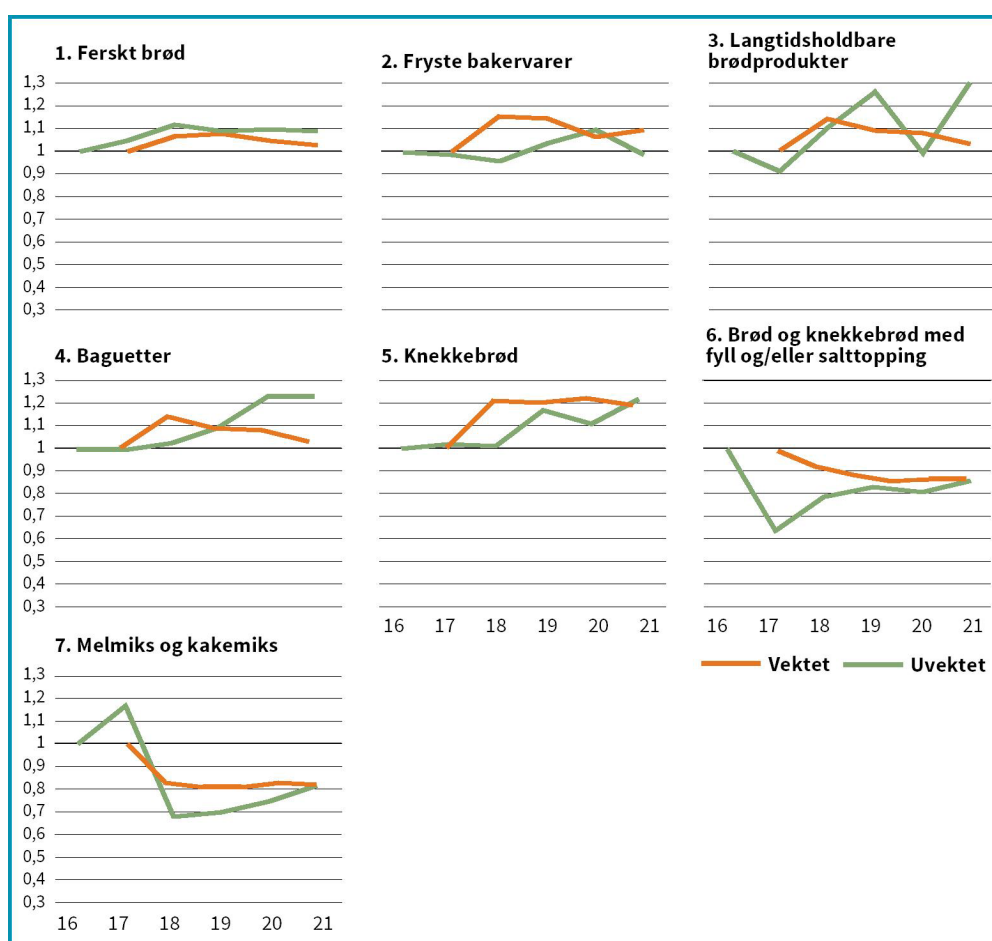 1. Ferskt brød
1,3
1,2
1,1
1
0,9
0,8
0,7
0,6
0,5
0,4
0,3
2. Fryste bakervarer
3. Langtidsholdbare
brødprodukter
4. Baguetter
1,3
1,2
1,1
1
0,9
0,8
0,7
0,6
0,5
0,4
0,3
5. Knekkebrød
16 17 18 19 20 21
6. Brød og knekkebrød med
fyll og/eller salttopping
16 17 18 19 20 21
Vektet Uvektet
7. Melmiks og kakemiks
1,3
1,2
1,1
1
0,9
0,8
0,7
0,6
0,5
0,4
0,3
16 17 18 19 20 21